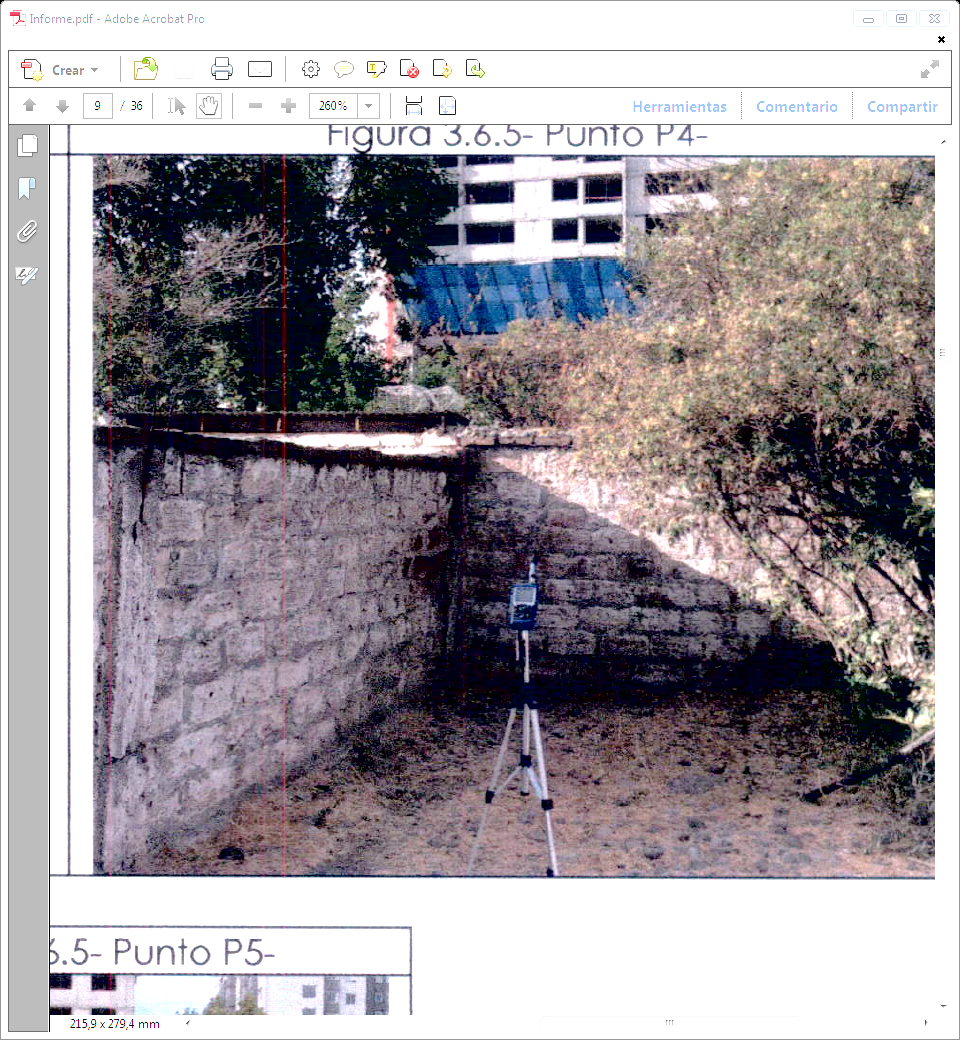 Informe.pdf - Adobe Acrobat Pro
Crear
9 / 36
260%
Herramientas
Comentario
Compartir
Figura 3.6.5- Punto P4-
6.5- Punto P5-
215,9 x 279,4 mm